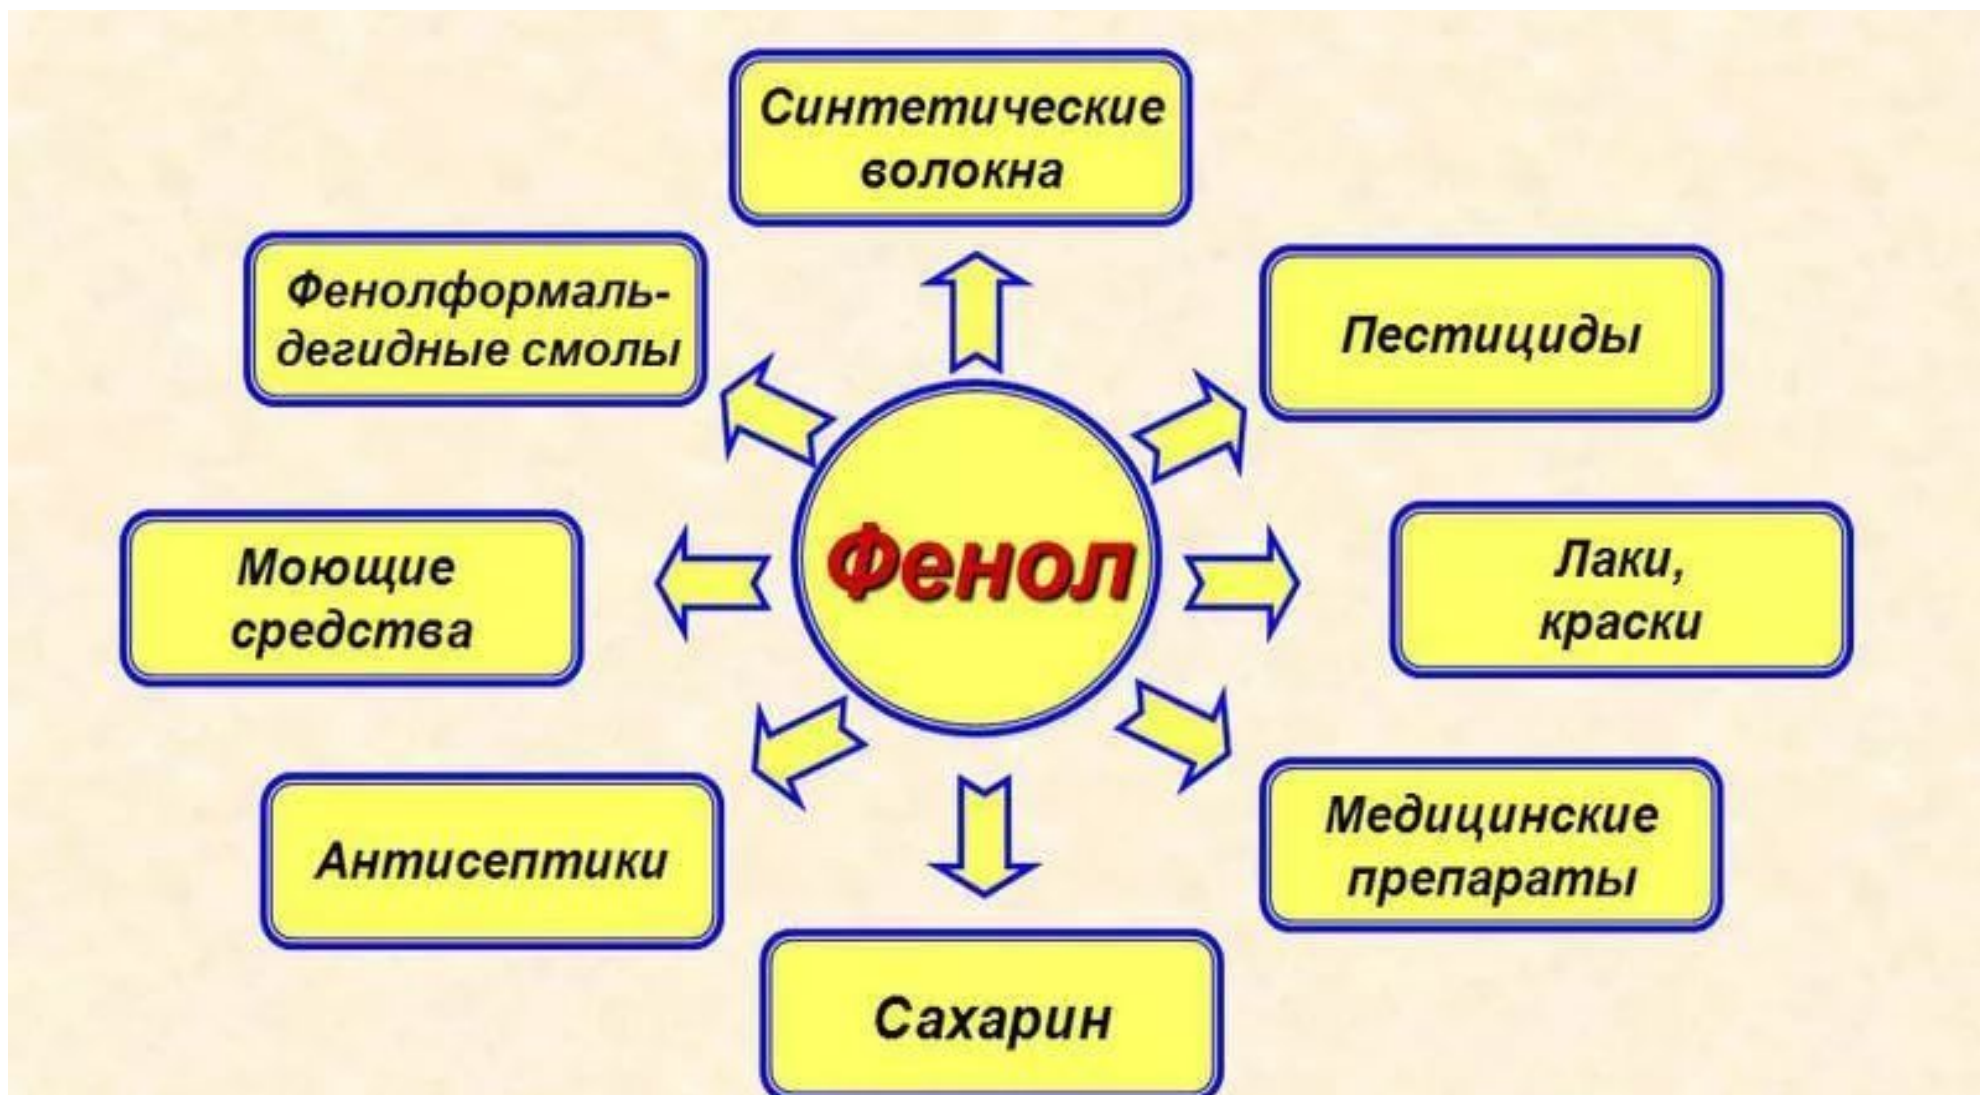 Синтетические
волокна
Фенолформаль-
дегидные смолы
Пестициды
Фенол
Моющие
средства
Лаки,
краски
Антисептики
Медицинские
препараты
Сахарин